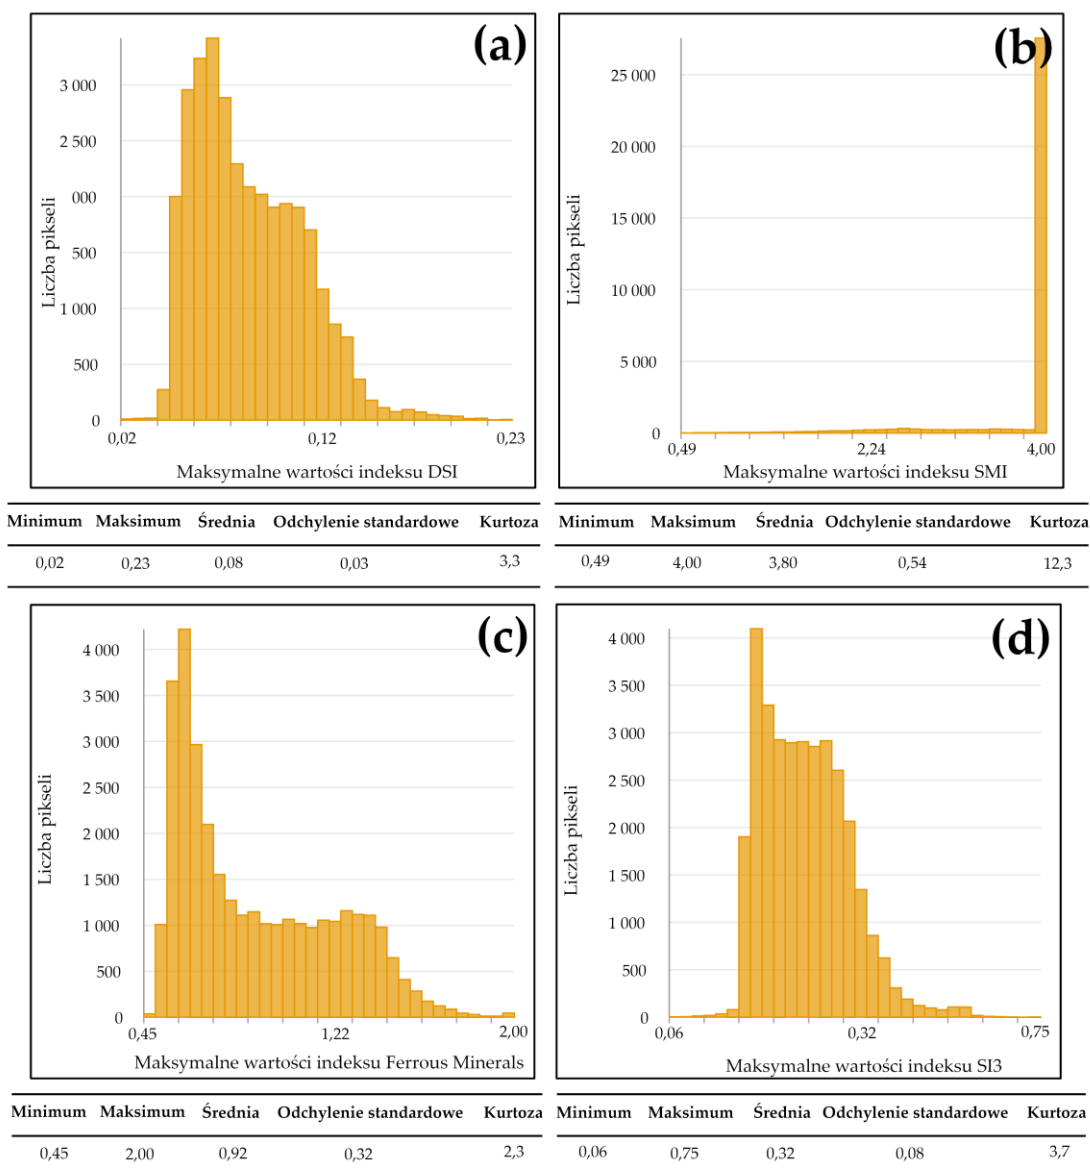 (a)
3 000
2 500
000
500
1 000
500
0
Liczba pikseli
0,02
0,12
0,23
Maksymalne wartości indeksu DSI
(b)
25 000
20 000
15 000
10 000
5 000
0
Liczba pikseli
0,49
2,24
4,00
Maksymalne wartości indeksu SMI
Minimum Maksimum Średnia Odchylenie standardowe Kurtoza
0,02 0,23 0,08 0,03 3,3
Minimum Maksimum Średnia Odchylenie standardowe Kurtoza
0,49 4,00 3,80 0,54 12,3
(c)
4 000
3 500
3 000
2 500
2 000
1 500
1 000
500
0
Liczba pikseli
0,45
1,22
2,00
Maksymalne wartości indeksu Ferrous Minerals
(d)
4 000
3 500
3 000
2 500
2 000
1 500
1 000
500
0
Liczba pikseli
0,06
0,32
0,75
Maksymalne wartości indeksu SI3
Minimum Maksimum Średnia Odchylenie standardowe Kurtoza
0,45 2,00 0,92 0,32 2,3
Minimum Maksimum Średnia Odchylenie standardowe Kurtoza
0,06 0,75 0,32 0,08 3,7